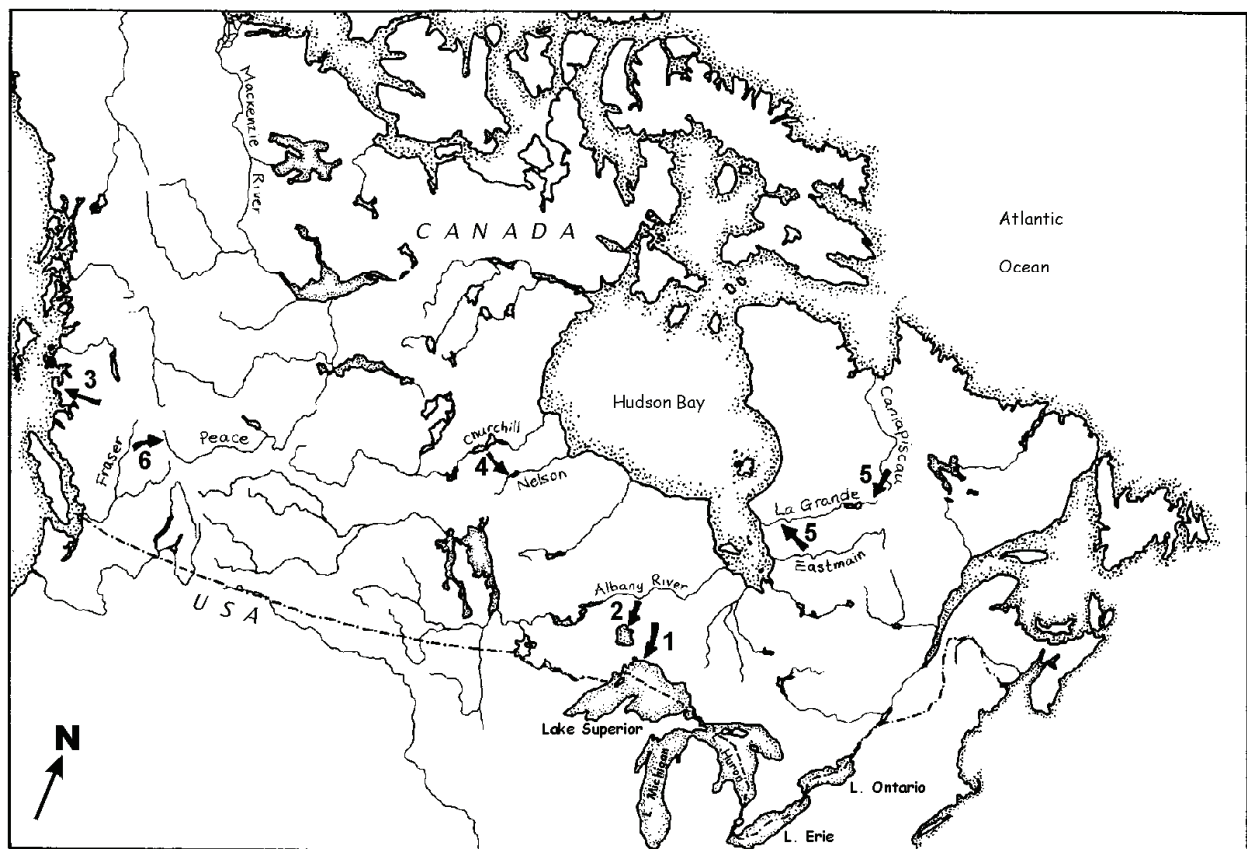 Mackenzie
River
CANADA
Atlantic
Ocean
3
Hudson Bay
Caniapiscau
Fraser
6
Peace
Churchill
4
Nelson
5
La Grande
5
Eastmain
USA
Albany River
2
1
N
Lake Superior
L. Michigan
Huron
L. Ontario
L. Erie